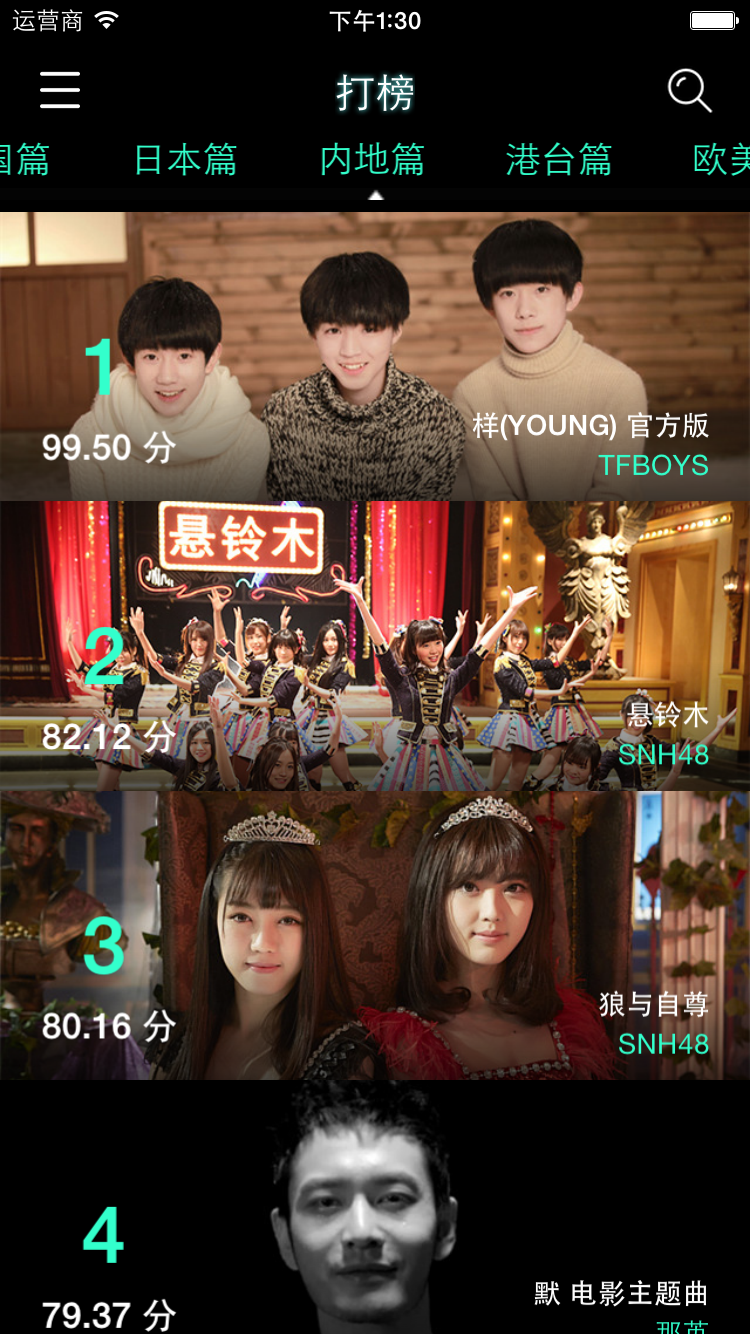 运营商 下午1:30
打榜
国篇 日本篇 内地篇 港台篇 欧美
1
99.50 分
样(YOUNG) 官方版
TFBOYS
悬铃木
2
82.12 分
悬铃木
SNH48
3
80.16 分
狼与自尊
SNH48
4
79.37 分
默 电影主题曲
那英